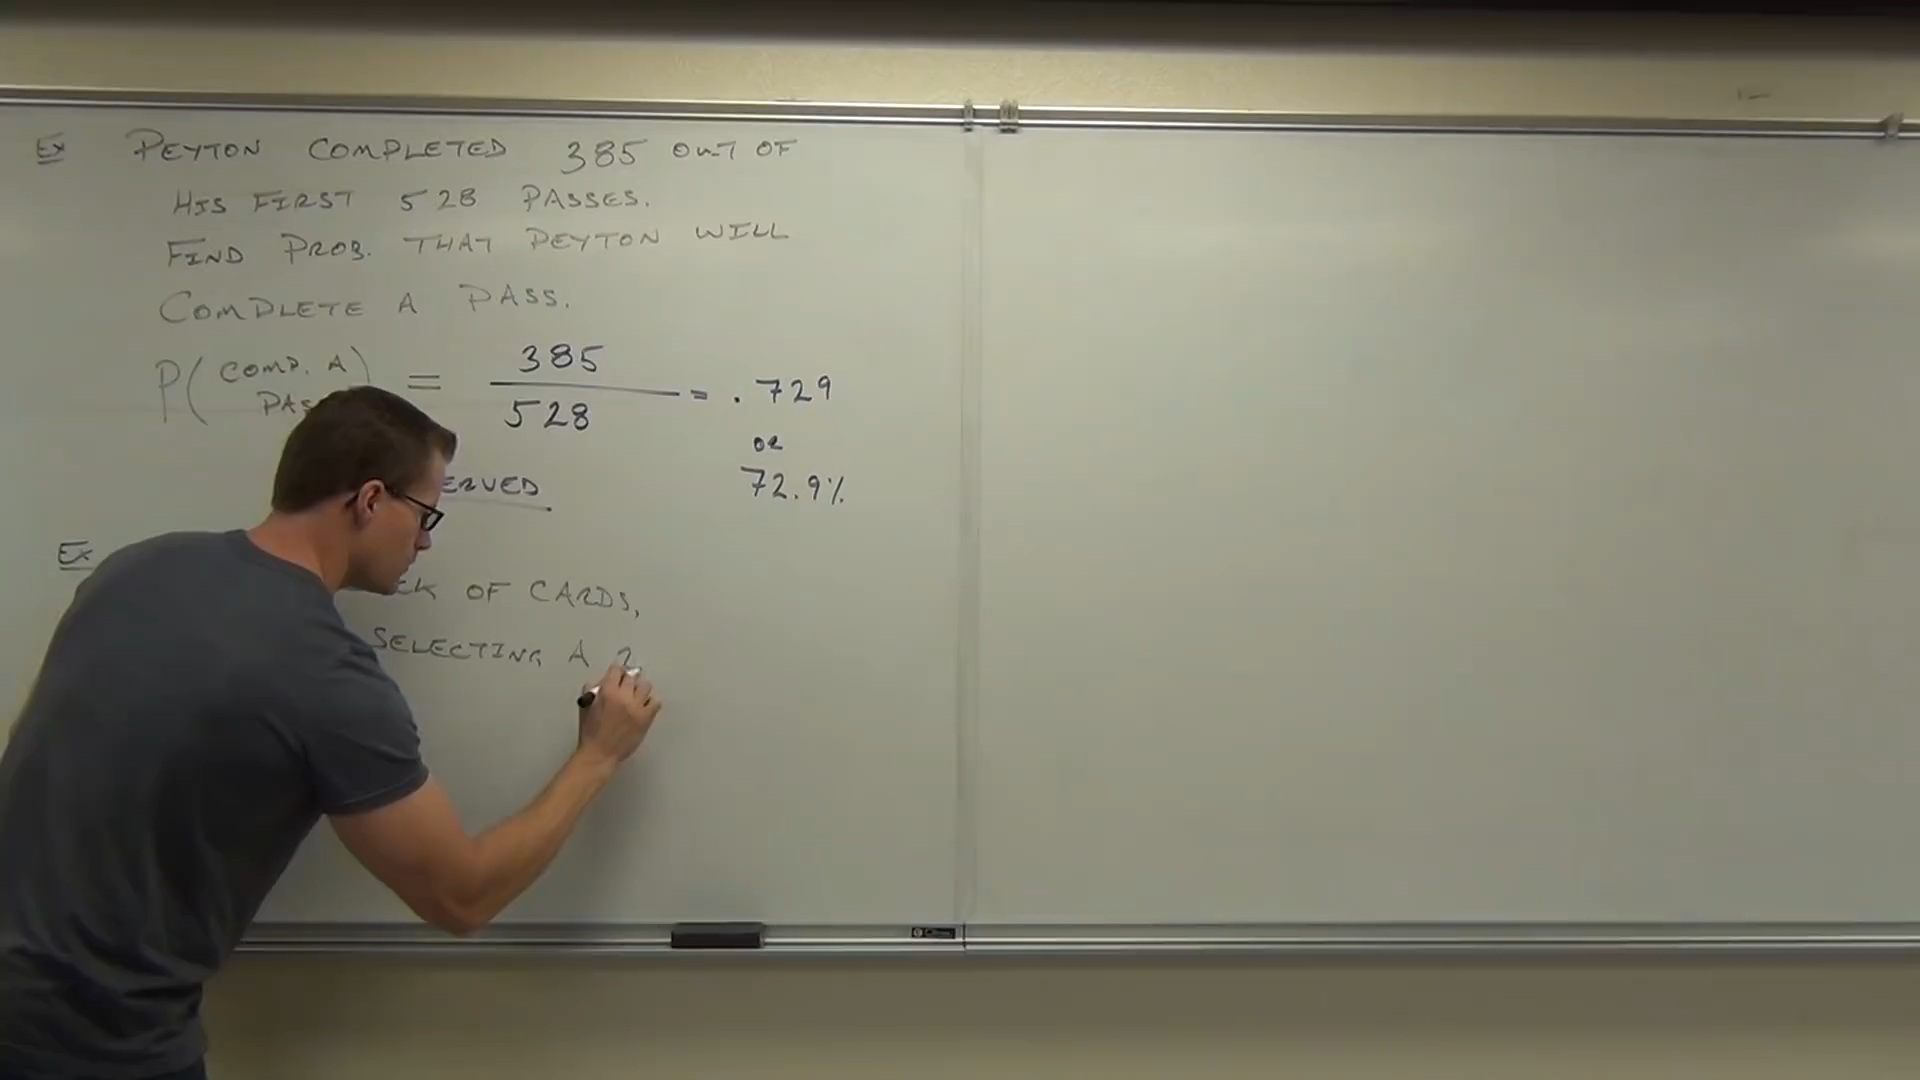 Ex PEYTON COMPLETED 385 OUT OF
HIS FIRST 528 PASSES.
FIND PROB. THAT PEYTON WILL
COMPLETE A PASS.
P( COMP. A ) = 385 / 528 = .729
or
72.9%
Ex
OF CARDS,
SELECTING A 2